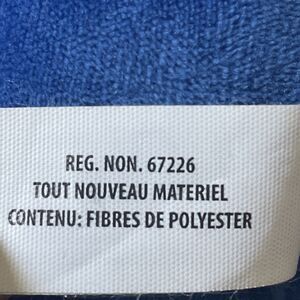 REG. NON. 67226
TOUT NOUVEAU MATERIEL
CONTENU: FIBRES DE POLYESTER